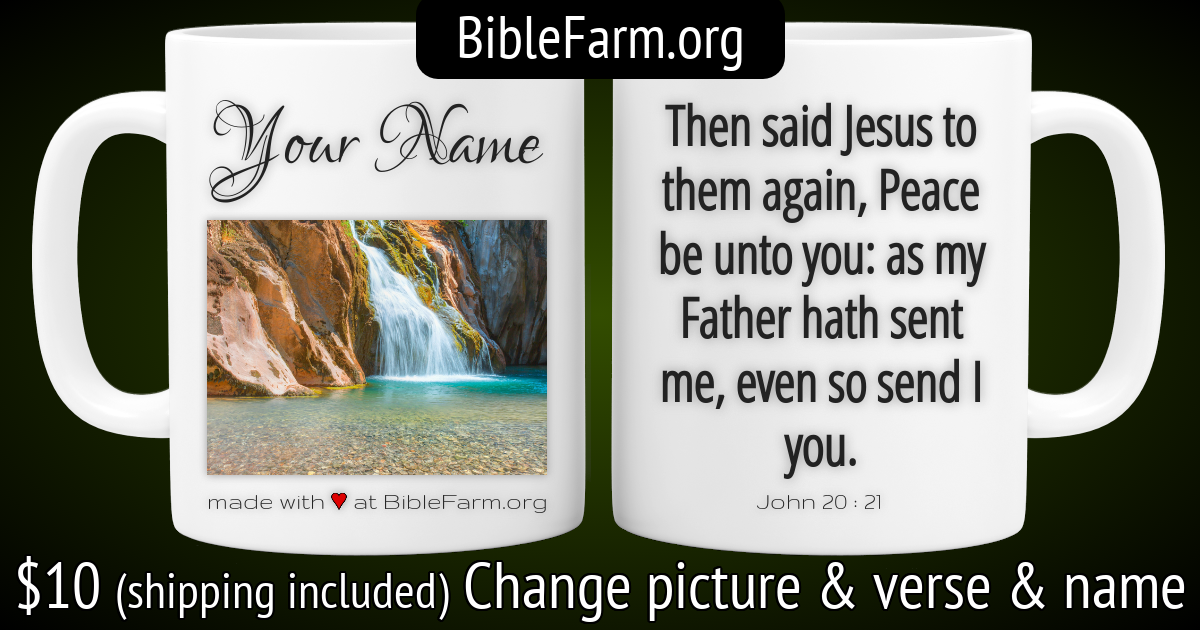 BibleFarm.org
Your Name
made with ♥ at BibleFarm.org
Then said Jesus to
them again, Peace
be unto you: as my
Father hath sent
me, even so send I
you.
John 20 : 21
$10 (shipping included) Change picture & verse & name